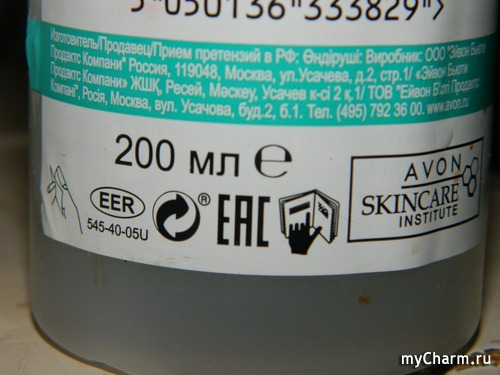 5 050136 333829 >
Изготовитель/Продавец/Прием претензий в РФ: Өндіруші: Виробник: ООО "Эйвон Бьюти
Продактс Компани" Россия, 119048, Москва, ул.Усачева, д.2, стр.1/ «Эйвон Бьюти
Продактс Компани» ЖШҚ, Ресей, Мәскеу, Усачев к-сі 2 қ,1/ ТОВ "Ейвон Б'юті Продактс
Компані", Росія, Москва, вул. Усачова, буд.2, б.1. Тел. (495) 792 36 00. www.avon.ru
200 мл ℮
EER
545-40-05U
®
EAC
AVON
SKINCARE
INSTITUTE
myCharm.ru